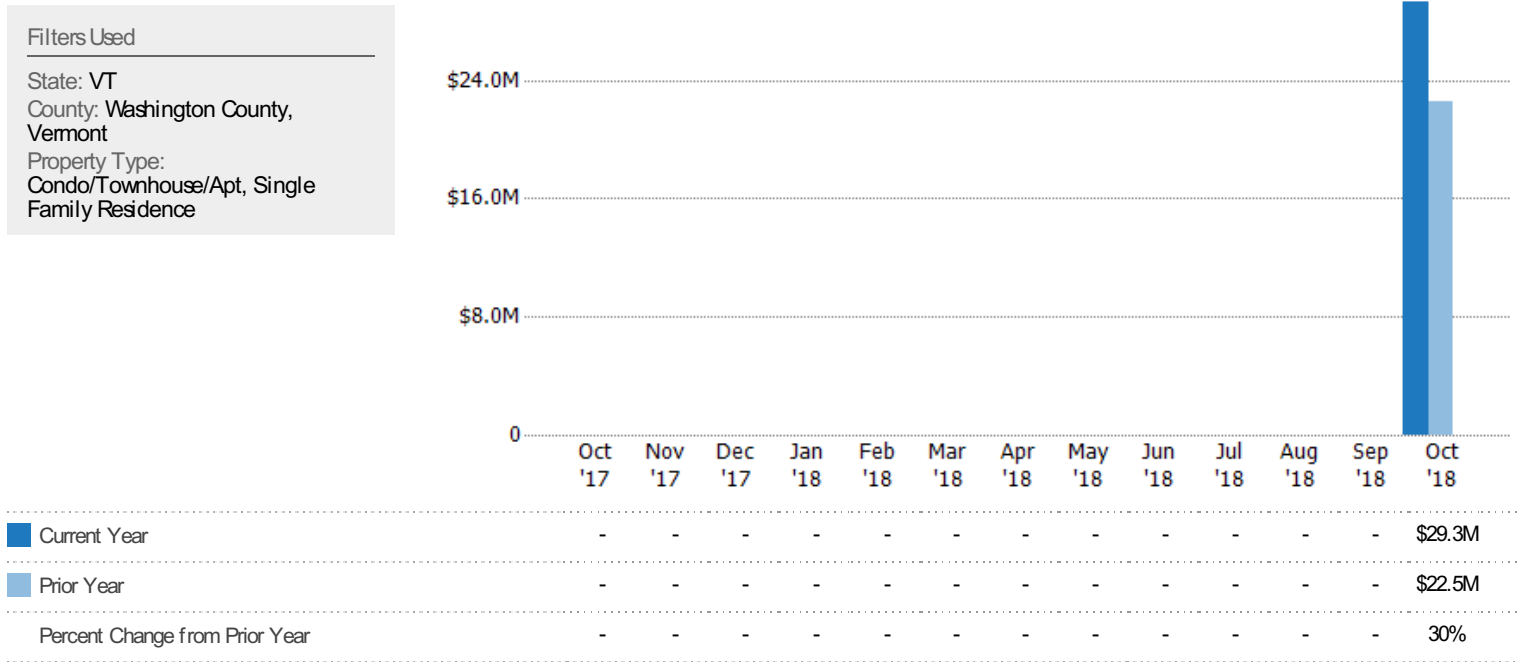 Filters Used
State: VT
County: Washington County,
Vermont
Property Type:
Condo/Townhouse/Apt, Single
Family Residence
$24.0M
$16.0M
$8.0M
0
Oct Nov Dec Jan Feb Mar Apr May Jun Jul Aug Sep Oct
'17 '17 '17 '18 '18 '18 '18 '18 '18 '18 '18 '18 '18
Current Year - - - - - - - - - - - - $29.3M
Prior Year - - - - - - - - - - - - $22.5M
Percent Change from Prior Year - - - - - - - - - - - - 30%